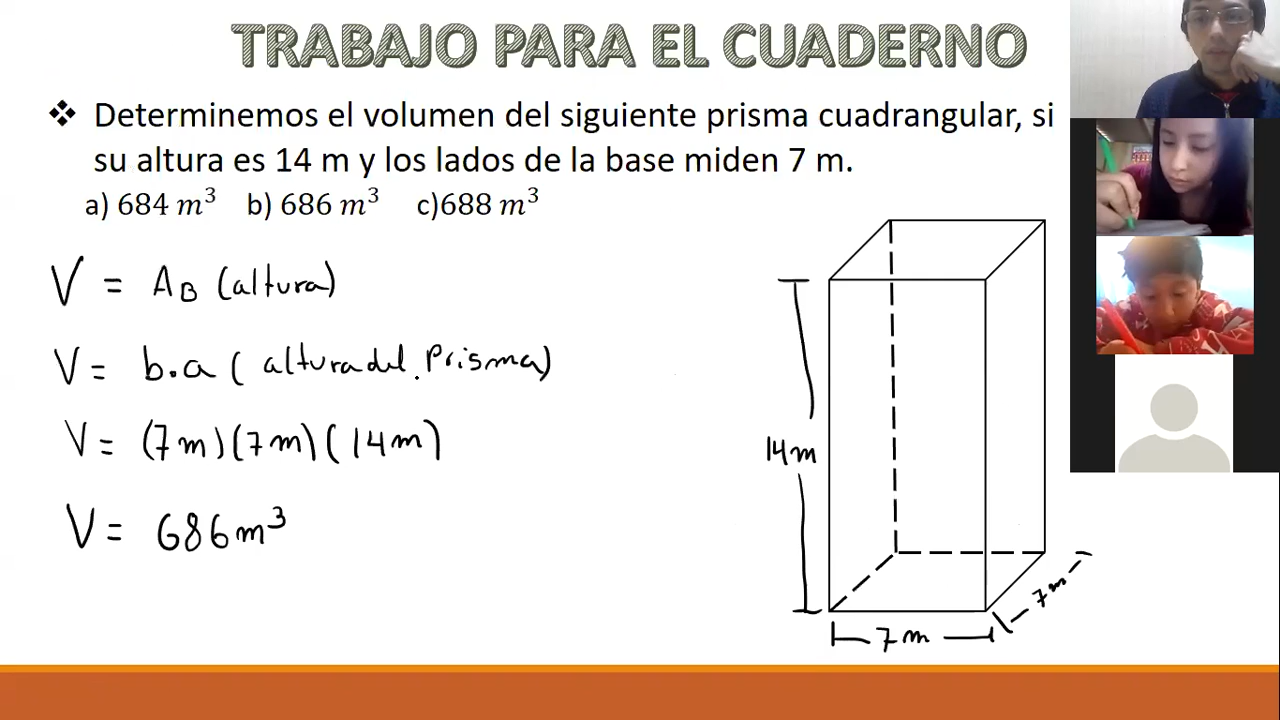 TRABAJO PARA EL CUADERNO
❖ Determinemos el volumen del siguiente prisma cuadrangular, si
su altura es 14 m y los lados de la base miden 7 m.
a) 684 m³ b) 686 m³ c)688 m³
V = AB (altura)
V = b.a ( altura del Prisma)
V = (7m)(7m)(14m)
V = 686m³
14m
7m
7m